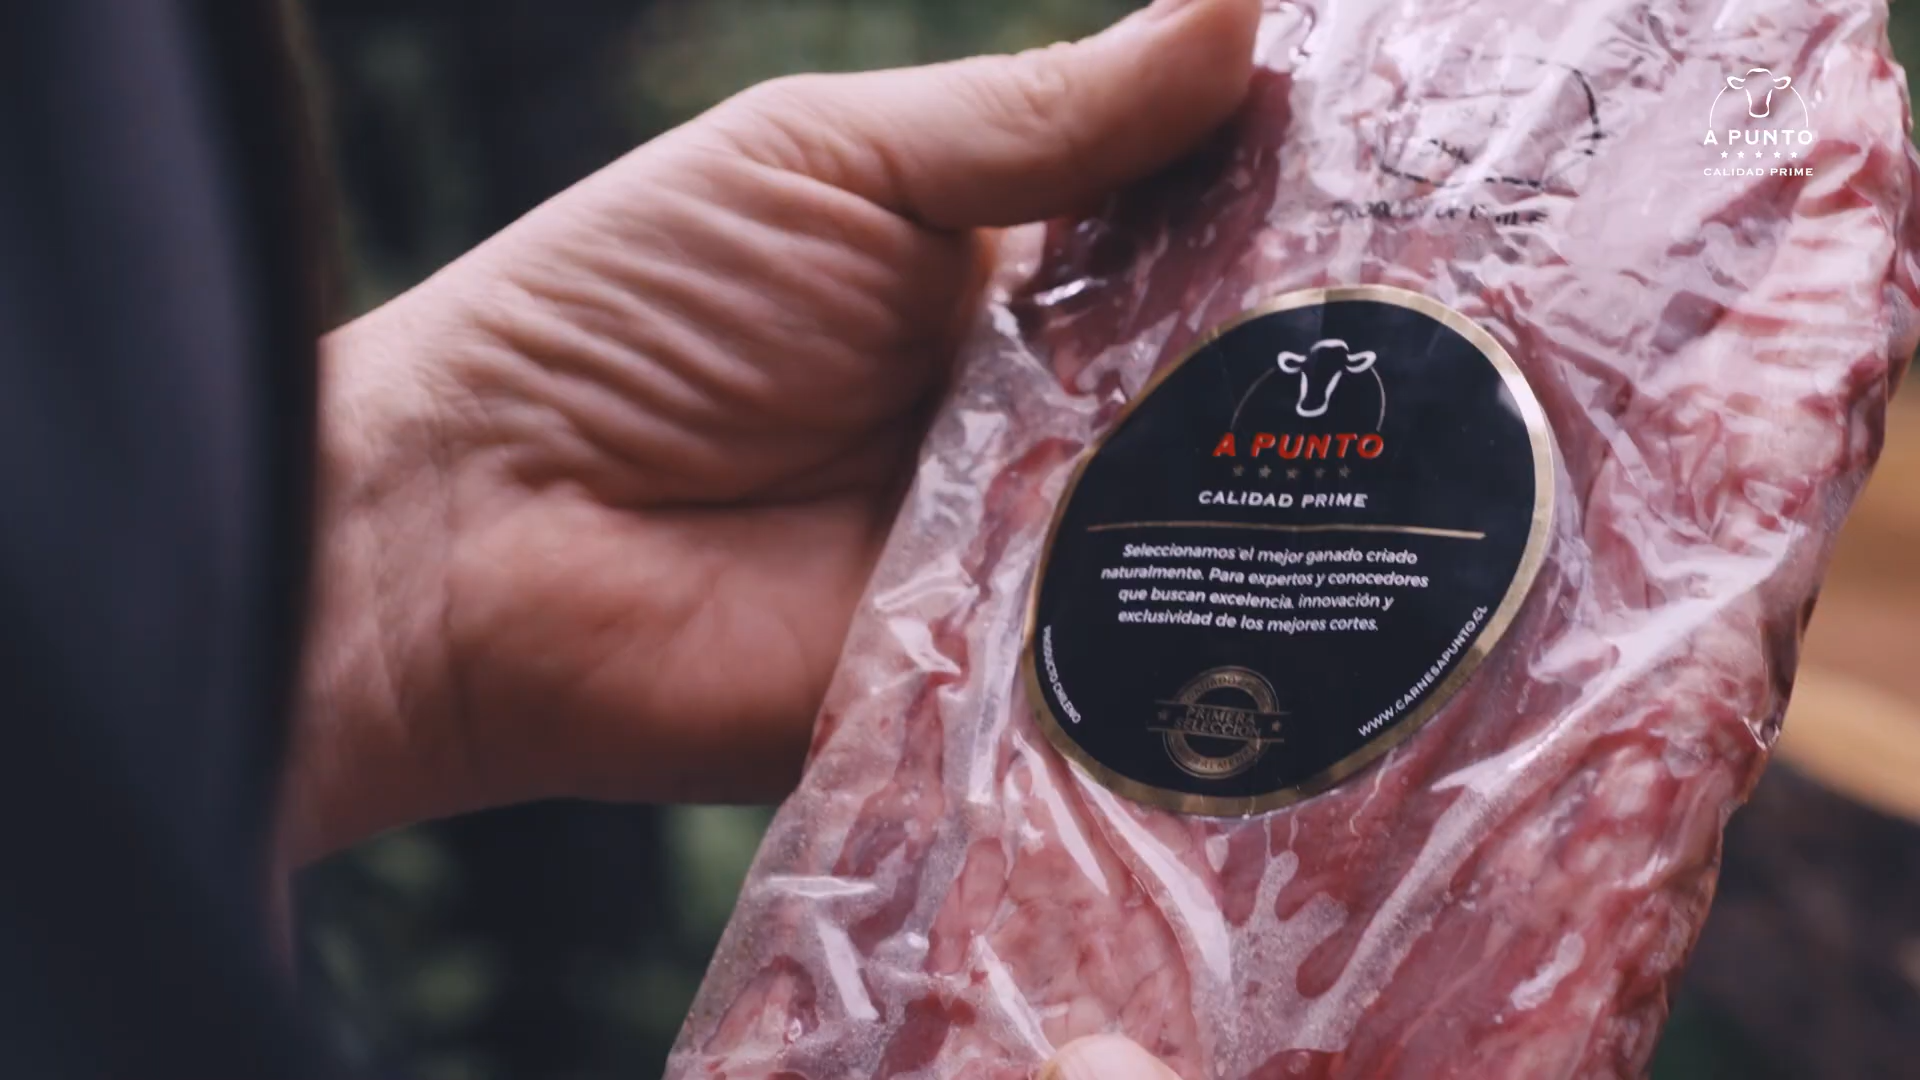 A PUNTO
CALIDAD PRIME
A PUNTO
CALIDAD PRIME
Seleccionamos el mejor ganado criado
naturalmente. Para expertos y conocedores
que buscan excelencia, innovación y
exclusividad de los mejores cortes.
PRODUCTO CHILENO
WWW.CARNESAPUNTO.CL
PRIMERA
SELECCIÓN